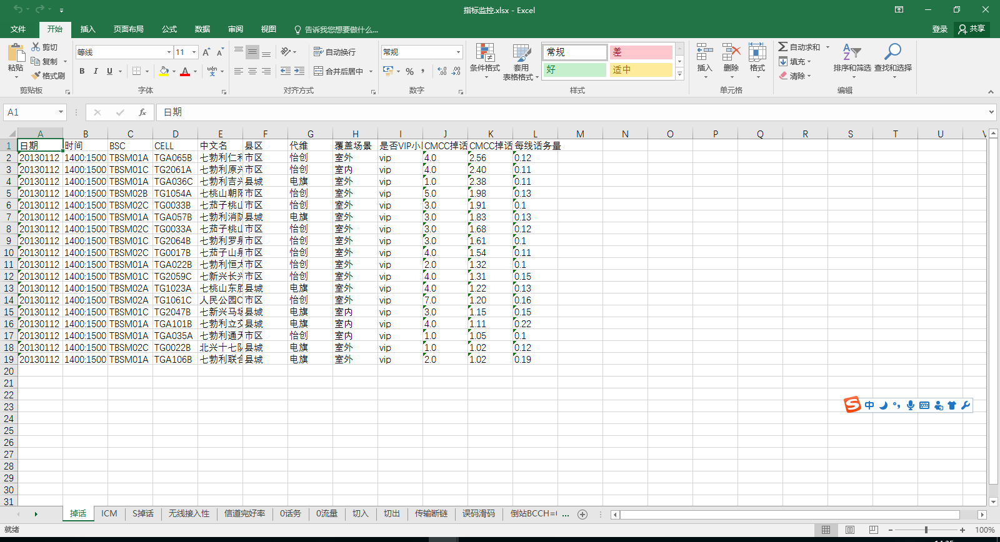 指标监控.xlsx - Excel
文件 开始 插入 页面布局 公式 数据 审阅 视图 告诉我您想要做什么... 登录 共享
剪切 复制 格式刷 粘贴
等线 11
B I U wén 文
自动换行 合并后居中
常规
条件格式 套用 表格格式
常规 差
好 适中
插入 删除 格式
自动求和 填充 清除 排序和筛选 查找和选择
剪贴板 字体 对齐方式 数字 样式 单元格 编辑
A1 fx 日期
A B C D E F G H I J K L M N O P Q R S T U V
1 日期 时间 BSC CELL 中文名 县区 代维 覆盖场景 是否VIP小 CMCC掉话 CMCC掉话 每线话务量
2 20130112 1400:1500 TBSM01A TGA065B 七勃利仁和 市区 怡创 室外 vip 4.0 2.56 0.12
3 20130112 1400:1500 TBSM01C TG2061A 七勃利原兴 市区 怡创 室内 vip 4.0 2.40 0.11
4 20130112 1400:1500 TBSM01A TGA036C 七勃利吉兴 县城 电旗 室外 vip 1.0 2.38 0.11
5 20130112 1400:1500 TBSM02B TG1054A 七桃山朝阳 市区 怡创 室外 vip 5.0 1.98 0.13
6 20130112 1400:1500 TBSM02C TG0033B 七茄子桃山 市区 怡创 室外 vip 3.0 1.91 0.1
7 20130112 1400:1500 TBSM01A TGA057B 七勃利消防 县城 电旗 室外 vip 3.0 1.83 0.13
8 20130112 1400:1500 TBSM02C TG0033A 七茄子桃山 市区 怡创 室外 vip 3.0 1.68 0.12
9 20130112 1400:1500 TBSM01C TG2064B 七勃利罗泉 市区 怡创 室外 vip 3.0 1.61 0.1
10 20130112 1400:1500 TBSM02C TG0017B 七茄子山泉 市区 怡创 室外 vip 4.0 1.54 0.11
11 20130112 1400:1500 TBSM01A TGA022B 七勃利恒太 市区 怡创 室外 vip 2.0 1.32 0.1
12 20130112 1400:1500 TBSM01C TG2059C 七新兴长兴 市区 怡创 室外 vip 4.0 1.31 0.15
13 20130112 1400:1500 TBSM02A TG1023A 七桃山东胜 县城 电旗 室外 vip 4.0 1.22 0.13
14 20130112 1400:1500 TBSM02A TG1061C 人民公园C 市区 怡创 室外 vip 7.0 1.20 0.16
15 20130112 1400:1500 TBSM01C TG2047B 七新兴马场 县城 电旗 室内 vip 3.0 1.15 0.15
16 20130112 1400:1500 TBSM01A TGA101B 七勃利立交 县城 电旗 室内 vip 4.0 1.11 0.22
17 20130112 1400:1500 TBSM01A TGA035A 七勃利通天 市区 怡创 室内 vip 1.0 1.05 0.1
18 20130112 1400:1500 TBSM02C TG0022B 北兴十七队 县城 电旗 室外 vip 1.0 1.02 0.12
19 20130112 1400:1500 TBSM01A TGA106B 七勃利联合 县城 电旗 室外 vip 2.0 1.02 0.19
20
21
22
23
24
25
26
27
28
29
30
31
中
掉话 ICM S掉话 无线接入性 信道完好率 0话务 0流量 切入 切出 传输断链 误码滑码 倒站BCCH= ...
就绪 100%